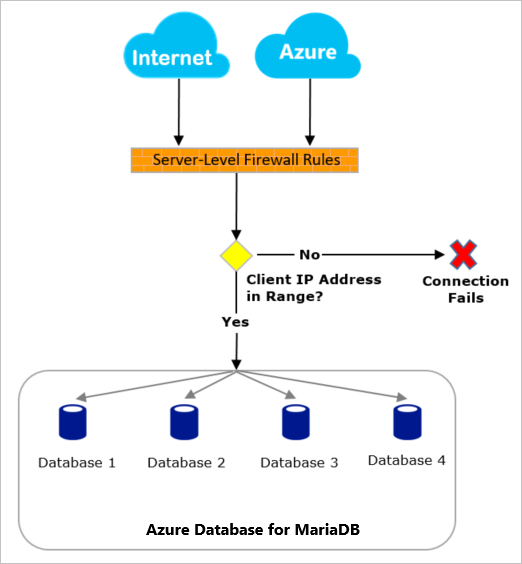 Internet
Azure
Server-Level Firewall Rules
No
Client IP Address
in Range?
Connection
Fails
Yes
Database 1
Database 2
Database 3
Database 4
Azure Database for MariaDB